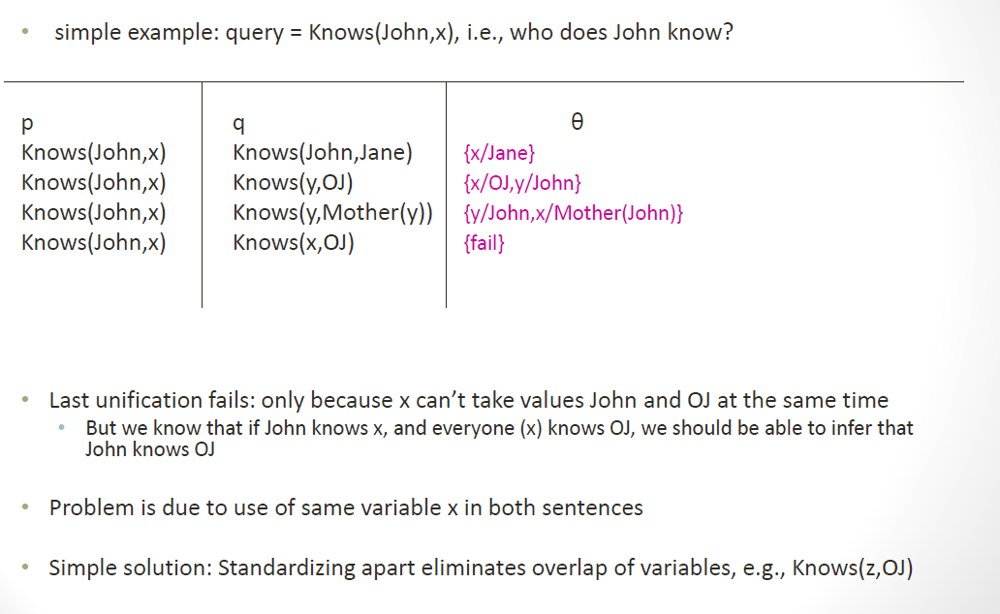 simple example: query = Knows(John,x), i.e., who does John know?
p q θ
Knows(John,x) Knows(John,Jane) {x/Jane}
Knows(John,x) Knows(y,OJ) {x/OJ,y/John}
Knows(John,x) Knows(y,Mother(y)) {y/John,x/Mother(John)}
Knows(John,x) Knows(x,OJ) {fail}
Last unification fails: only because x can’t take values John and OJ at the same time
But we know that if John knows x, and everyone (x) knows OJ, we should be able to infer that
John knows OJ
Problem is due to use of same variable x in both sentences
Simple solution: Standardizing apart eliminates overlap of variables, e.g., Knows(z,OJ)